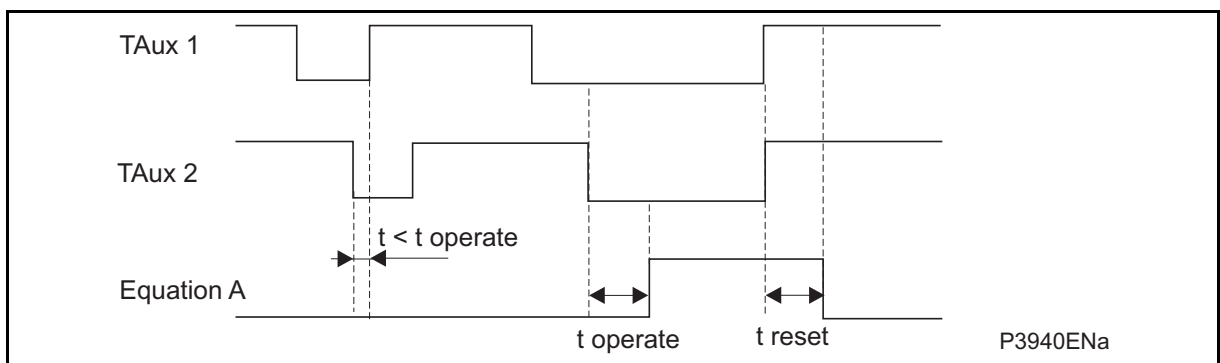 TAux 1
TAux 2
t < t operate
Equation A
t operate
t reset
P3940ENa